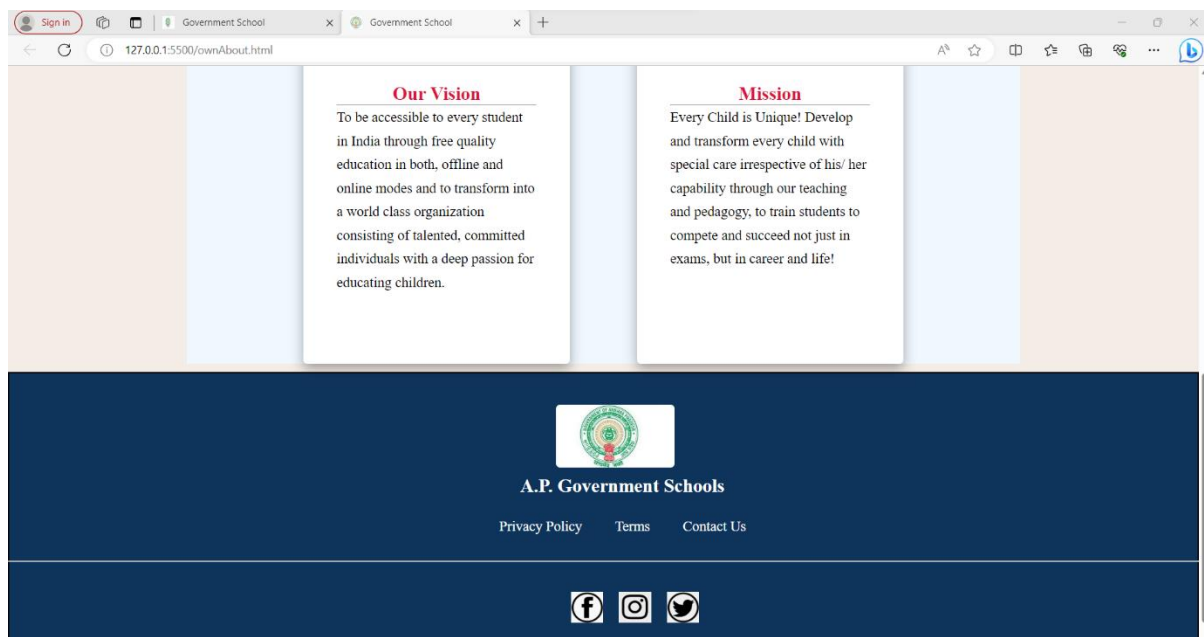 Sign in
Government School
Government School
127.0.0.1:5500/ownAbout.html
Our Vision
To be accessible to every student
in India through free quality
education in both, offline and
online modes and to transform into
a world class organization
consisting of talented, committed
individuals with a deep passion for
educating children.
Mission
Every Child is Unique! Develop
and transform every child with
special care irrespective of his/ her
capability through our teaching
and pedagogy, to train students to
compete and succeed not just in
exams, but in career and life!
A.P. Government Schools
Privacy Policy Terms Contact Us